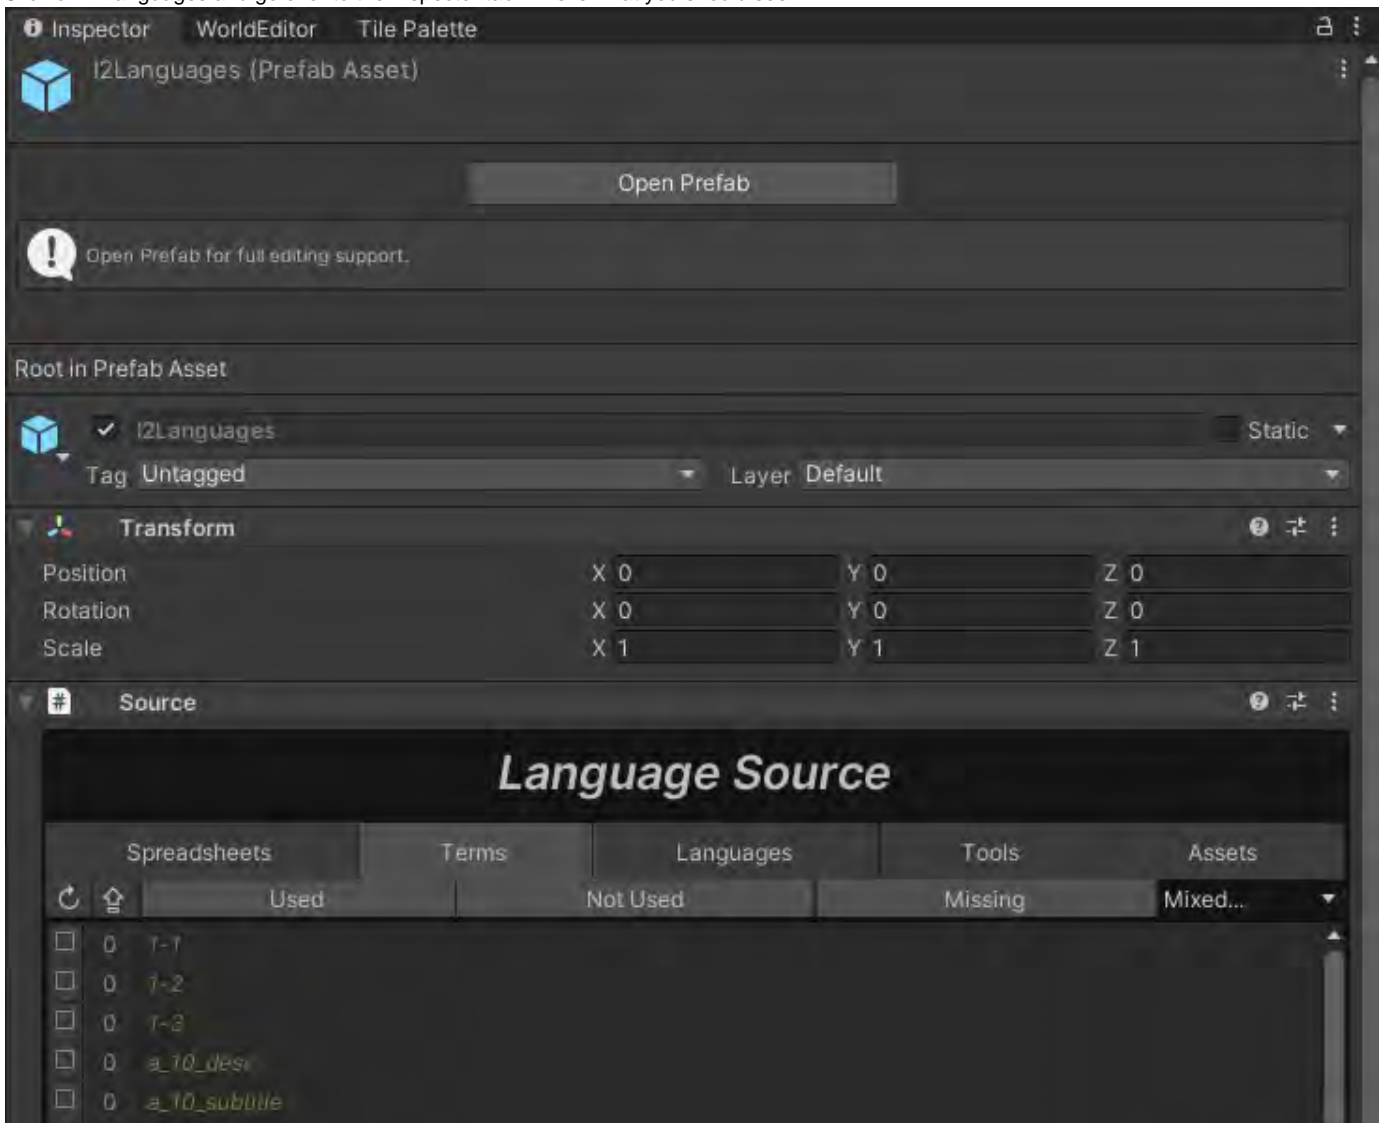 Inspector WorldEditor Tile Palette
I2Languages (Prefab Asset)
Open Prefab
Open Prefab for full editing support.
Root in Prefab Asset
I2Languages Static
Tag Untagged Layer Default
Transform
Position X 0 Y 0 Z 0
Rotation X 0 Y 0 Z 0
Scale X 1 Y 1 Z 1
# Source
Language Source
Spreadsheets Terms Languages Tools Assets
Used Not Used Missing Mixed...
0 1-1
0 1-2
0 1-3
0 a_10_desc
0 a_10_subtitle